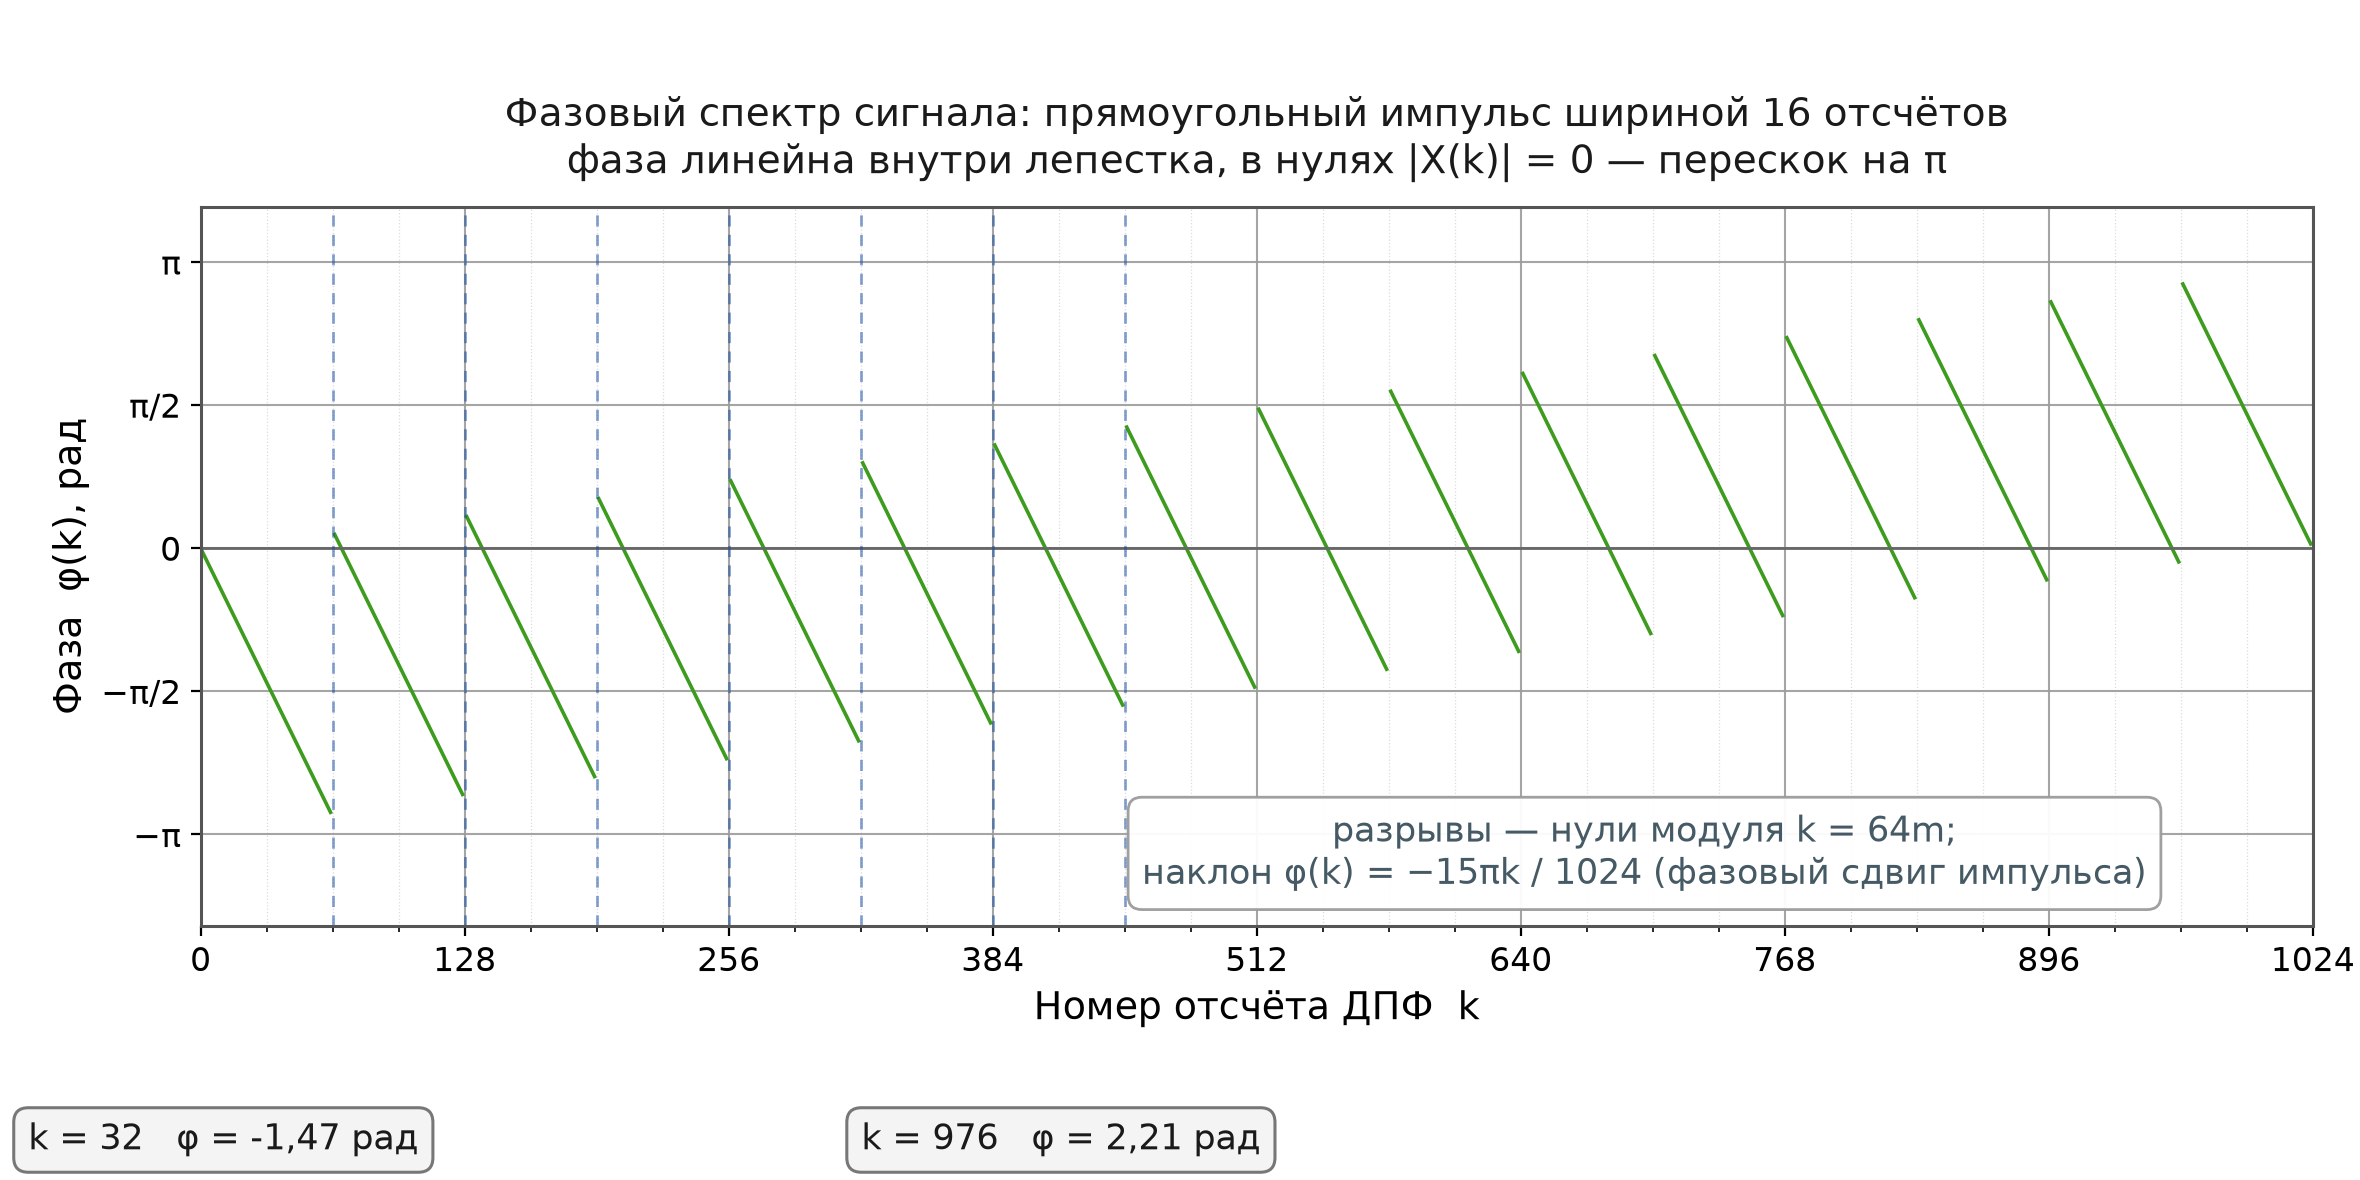 Фазовый спектр сигнала: прямоугольный импульс шириной 16 отсчётов
фаза линейна внутри лепестка, в нулях |X(k)| = 0 — перескок на π
Фаза φ(k), рад
π
π/2
0
−π/2
−π
разрывы — нули модуля k = 64m;
наклон φ(k) = −15πk / 1024 (фазовый сдвиг импульса)
0 128 256 384 512 640 768 896 1024
Номер отсчёта ДПФ k
k = 32 φ = -1,47 рад
k = 976 φ = 2,21 рад